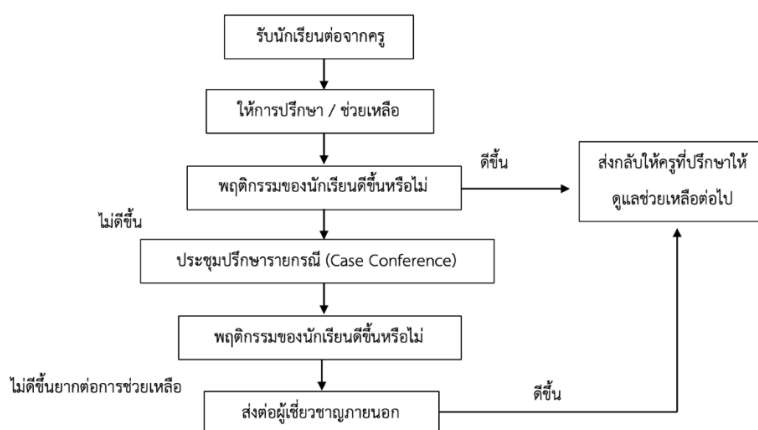 รับนักเรียนต่อจากครู
ให้การปรึกษา / ช่วยเหลือ
พฤติกรรมของนักเรียนดีขึ้นหรือไม่
ดีขึ้น
ส่งกลับให้ครูที่ปรึกษาให้
ดูแลช่วยเหลือต่อไป
ไม่ดีขึ้น
ประชุมปรึกษารายกรณี (Case Conference)
พฤติกรรมของนักเรียนดีขึ้นหรือไม่
ไม่ดีขึ้นยากต่อการช่วยเหลือ
ส่งต่อผู้เชี่ยวชาญภายนอก
ดีขึ้น